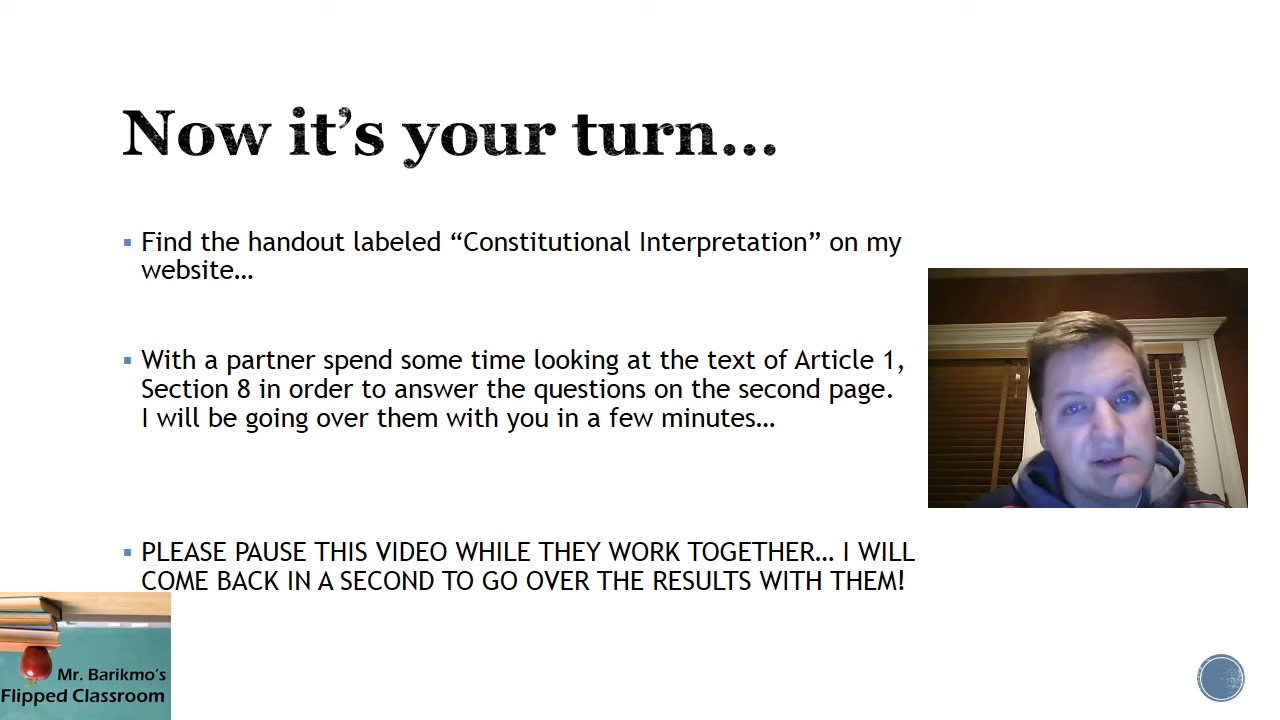 Now it’s your turn…
Find the handout labeled “Constitutional Interpretation” on my
website…
With a partner spend some time looking at the text of Article 1,
Section 8 in order to answer the questions on the second page.
I will be going over them with you in a few minutes…
PLEASE PAUSE THIS VIDEO WHILE THEY WORK TOGETHER… I WILL
COME BACK IN A SECOND TO GO OVER THE RESULTS WITH THEM!
Mr. Barikmo’s
Flipped Classroom